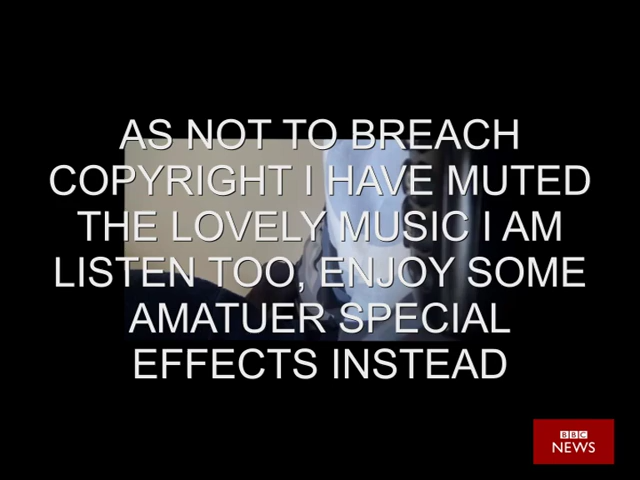 AS NOT TO BREACH
COPYRIGHT I HAVE MUTED
THE LOVELY MUSIC I AM
LISTEN TOO, ENJOY SOME
AMATUER SPECIAL
EFFECTS INSTEAD
BBC
NEWS